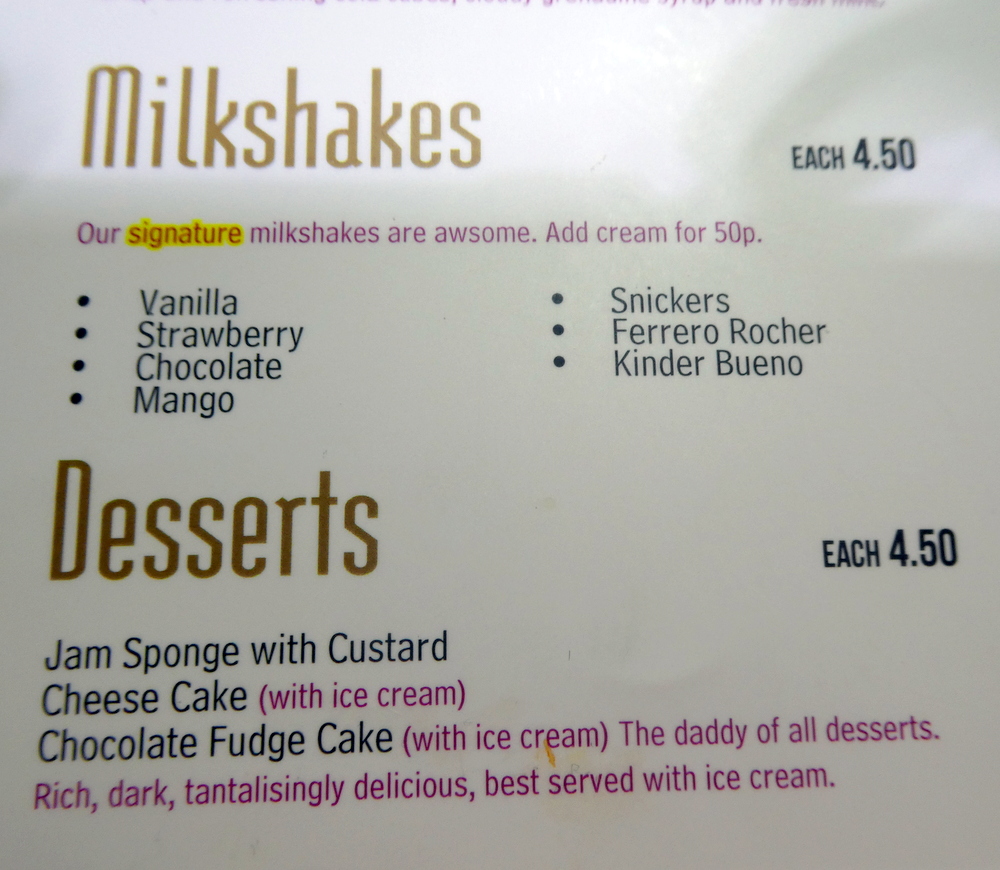 Milkshakes
EACH 4.50
Our signature milkshakes are awsome. Add cream for 50p.
• Vanilla
• Strawberry
• Chocolate
• Mango
• Snickers
• Ferrero Rocher
• Kinder Bueno
Desserts
EACH 4.50
Jam Sponge with Custard
Cheese Cake (with ice cream)
Chocolate Fudge Cake (with ice cream) The daddy of all desserts.
Rich, dark, tantalisingly delicious, best served with ice cream.